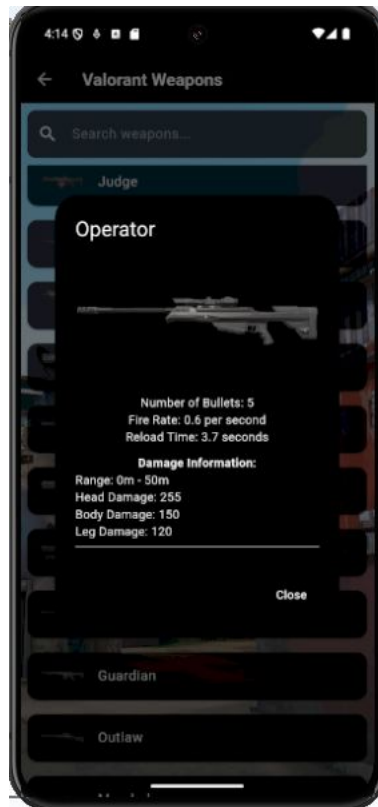 4:14
Valorant Weapons
Search weapons...
Judge
Operator
Number of Bullets: 5
Fire Rate: 0.6 per second
Reload Time: 3.7 seconds
Damage Information:
Range: 0m - 50m
Head Damage: 255
Body Damage: 150
Leg Damage: 120
Close
Guardian
Outlaw